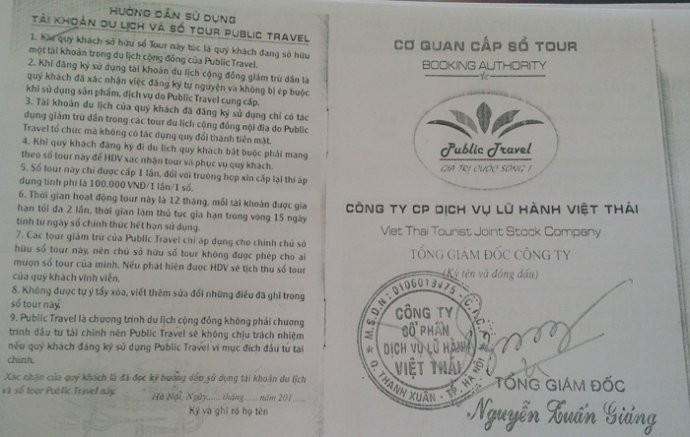 HƯỚNG DẪN SỬ DỤNG
TÀI KHOẢN DU LỊCH VÀ SỔ TOUR PUBLIC TRAVEL
1. Khi quý khách sở hữu sổ Tour này tức là quý khách đang sở hữu
một tài khoản trong du lịch cộng đồng của Public Travel.
2. Khi đăng ký sử dụng tài khoản du lịch cộng đồng giảm trừ dần là
quý khách đã xác nhận việc đăng ký tự nguyện và không bị ép buộc
khi sử dụng sản phẩm, dịch vụ do Public Travel cung cấp.
3. Tài khoản du lịch của quý khách đã đăng ký sử dụng chỉ có tác
dụng giảm trừ dần trong các tour du lịch cộng đồng nội địa do Public
Travel tổ chức mà không có tác dụng quy đổi thành tiền mặt.
4. Khi quý khách đăng ký đi du lịch quý khách bắt buộc phải mang
theo sổ tour này để HDV xác nhận tour và phục vụ quý khách.
5. Sổ tour này chỉ được cấp 1 lần, đối với trường hợp xin cấp lại thì áp
dụng tính phí là 100.000 VNĐ/1 lần/1 sổ.
6. Thời gian hoạt động tour này là 12 tháng, mỗi tài khoản được gia
hạn tối đa 2 lần, thời gian làm thủ tục gia hạn trong vòng 15 ngày
tính từ ngày sổ chính thức hết hạn sử dụng.
7. Các tour giảm trừ của Public Travel chỉ áp dụng cho chính chủ sở
hữu sổ tour này, nên chủ sở hữu sổ tour không được phép cho ai
mượn sổ tour của mình. Nếu phát hiện được HDV sẽ tịch thu sổ tour
của quý khách vĩnh viễn.
8. Không được tự ý tẩy xóa, viết thêm sửa đổi những điều đã ghi trong
sổ tour này.
9. Public Travel là chương trình du lịch cộng đồng không phải chương
trình đầu tư tài chính nên Public Travel sẽ không chịu trách nhiệm
nếu quý khách đăng ký sử dụng Public Travel vì mục đích đầu tư tài
chính.
Xác nhận của quý khách là đã đọc kỹ hướng dẫn sử dụng tài khoản du lịch
và sổ tour Public Travel này.
Hà Nội, Ngày...... tháng...... năm 201....
Ký và ghi rõ họ tên
CƠ QUAN CẤP SỔ TOUR
BOOKING AUTHORITY
Public Travel
GIÁ TRỊ CUỘC SỐNG !
CÔNG TY CP DỊCH VỤ LỮ HÀNH VIỆT THÁI
Viet Thai Tourist Joint Stock Company
TỔNG GIÁM ĐỐC CÔNG TY
(Ký tên và đóng dấu)
M.S.D.N: 0106013475 - C.T.C.P
CÔNG TY
CỔ PHẦN
DỊCH VỤ LỮ HÀNH
VIỆT THÁI
Q. THANH XUÂN - TP. HÀ NỘI
TỔNG GIÁM ĐỐC
Nguyễn Xuân Giảng